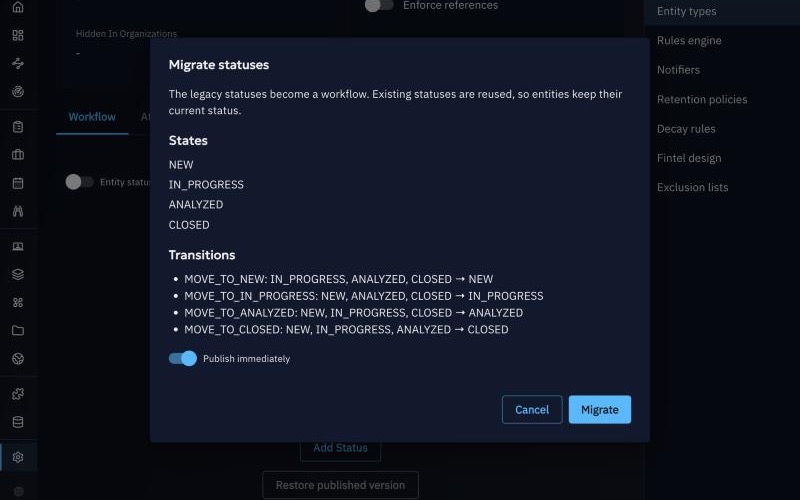 Enforce references
Entity types
Hidden In Organizations
-
Rules engine
Notifiers
Retention policies
Decay rules
Fintel design
Exclusion lists
Workflow
Entity
Migrate statuses
The legacy statuses become a workflow. Existing statuses are reused, so entities keep their
current status.
States
NEW
IN_PROGRESS
ANALYZED
CLOSED
Transitions
• MOVE_TO_NEW: IN_PROGRESS, ANALYZED, CLOSED → NEW
• MOVE_TO_IN_PROGRESS: NEW, ANALYZED, CLOSED → IN_PROGRESS
• MOVE_TO_ANALYZED: NEW, IN_PROGRESS, CLOSED → ANALYZED
• MOVE_TO_CLOSED: NEW, IN_PROGRESS, ANALYZED → CLOSED
Publish immediately
Cancel
Migrate
Add Status
Restore published version